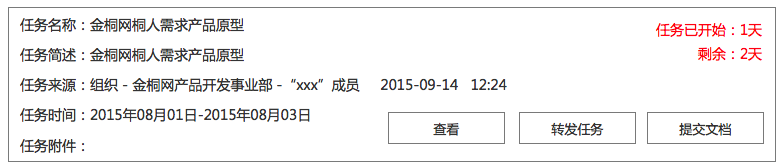 任务名称：金桐网桐人需求产品原型
任务已开始：1天
任务简述：金桐网桐人需求产品原型
剩余：2天
任务来源：组织 - 金桐网产品开发事业部 -“xxx”成员 2015-09-14 12:24
任务时间：2015年08月01日-2015年08月03日
查看 转发任务 提交文档
任务附件：